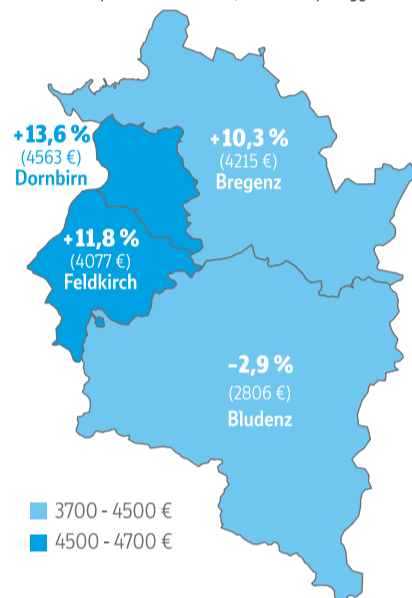 +13,6 %
(4563 €)
Dornbirn
+10,3 %
(4215 €)
Bregenz
+11,8 %
(4077 €)
Feldkirch
–2,9 %
(2806 €)
Bludenz
3700 - 4500 €
4500 - 4700 €